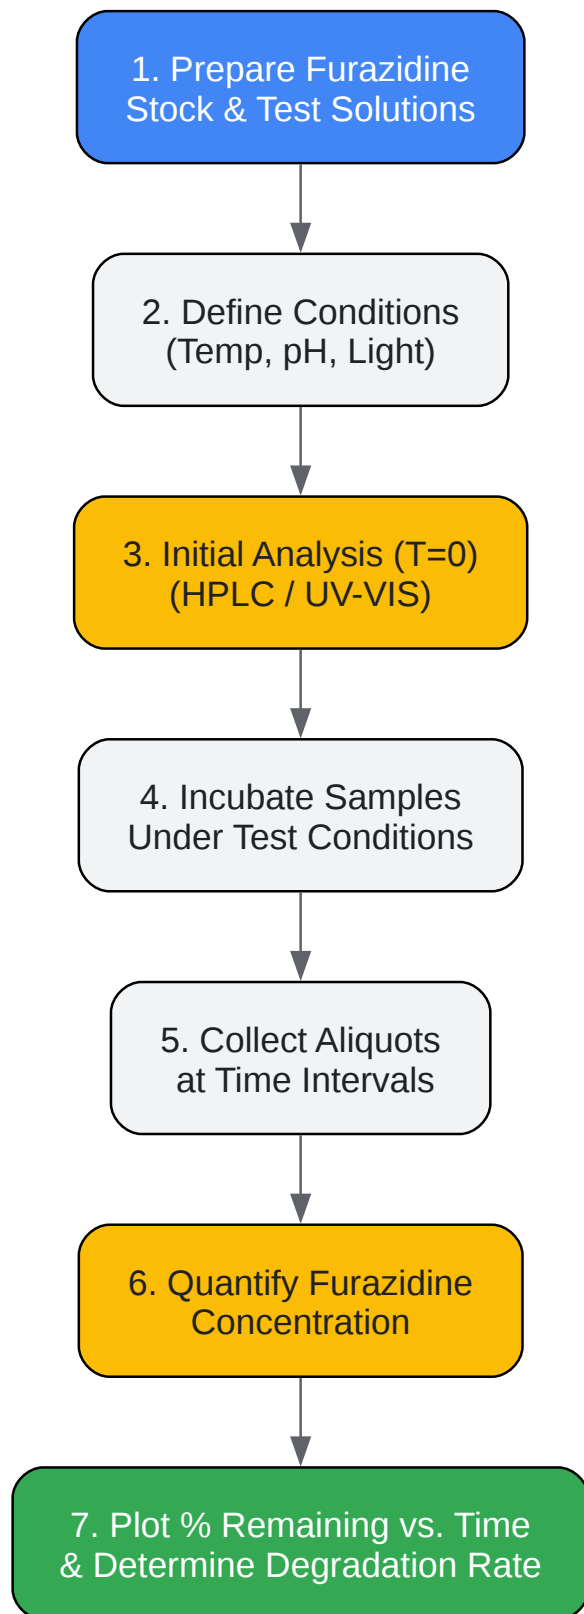 1. Prepare Furazidine
Stock & Test Solutions
2. Define Conditions
(Temp, pH, Light)
3. Initial Analysis (T=0)
(HPLC / UV-VIS)
4. Incubate Samples
Under Test Conditions
5. Collect Aliquots
at Time Intervals
6. Quantify Furazidine
Concentration
7. Plot % Remaining vs. Time
& Determine Degradation Rate